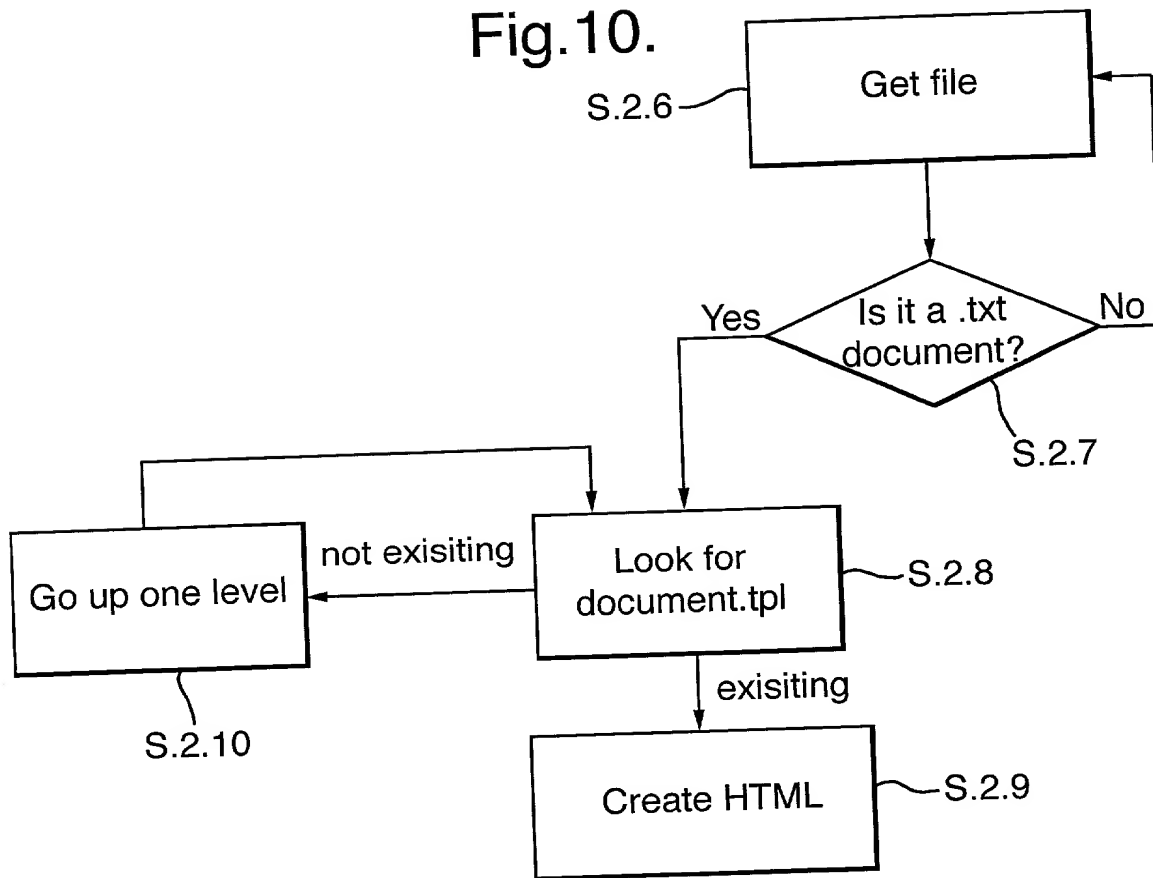 Fig.10.
Get file
S.2.6
Is it a .txt
document?
Yes
No
S.2.7
Look for
document.tpl
S.2.8
not exisiting
Go up one level
S.2.10
exisiting
Create HTML
S.2.9